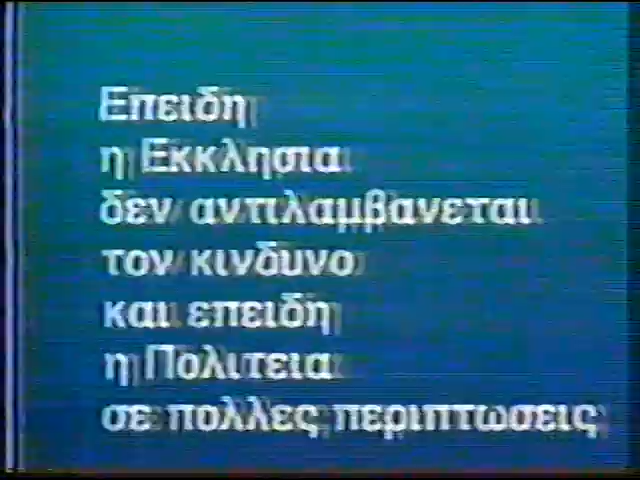 Επειδη
η Εκκλησια
δεν αντιλαμβανεται
τον κινδυνο
και επειδη
η Πολιτεια
σε πολλες περιπτωσεις